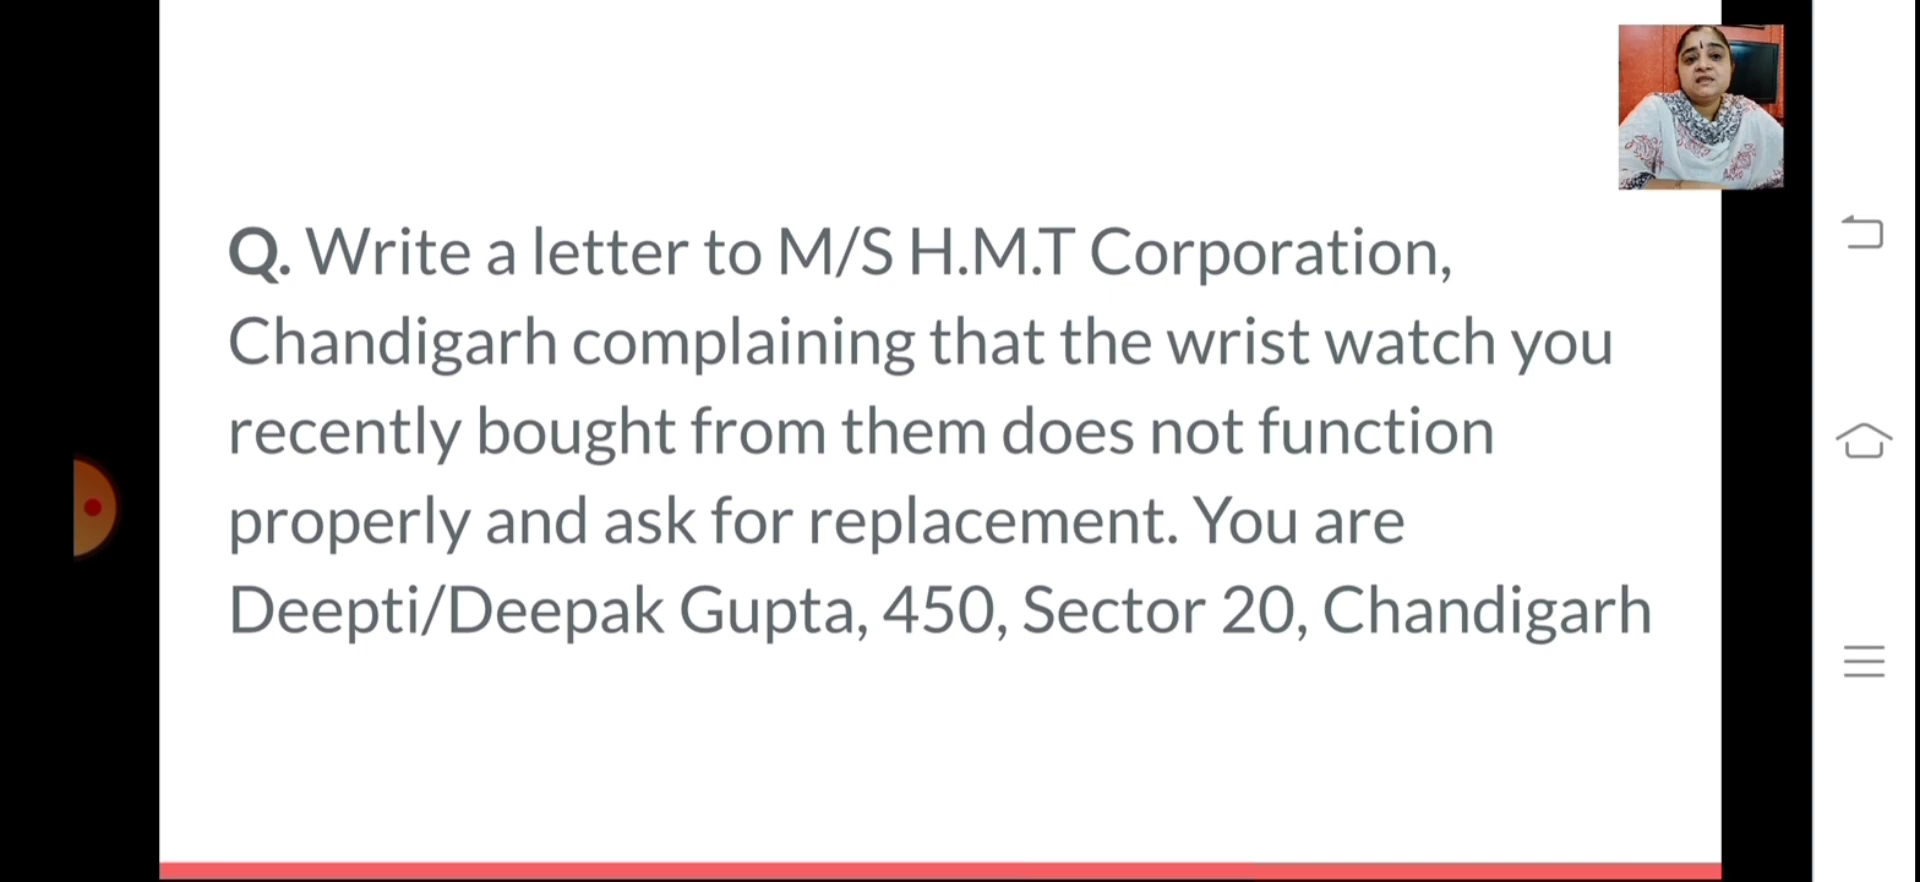 Q. Write a letter to M/S H.M.T Corporation,
Chandigarh complaining that the wrist watch you
recently bought from them does not function
properly and ask for replacement. You are
Deepti/Deepak Gupta, 450, Sector 20, Chandigarh